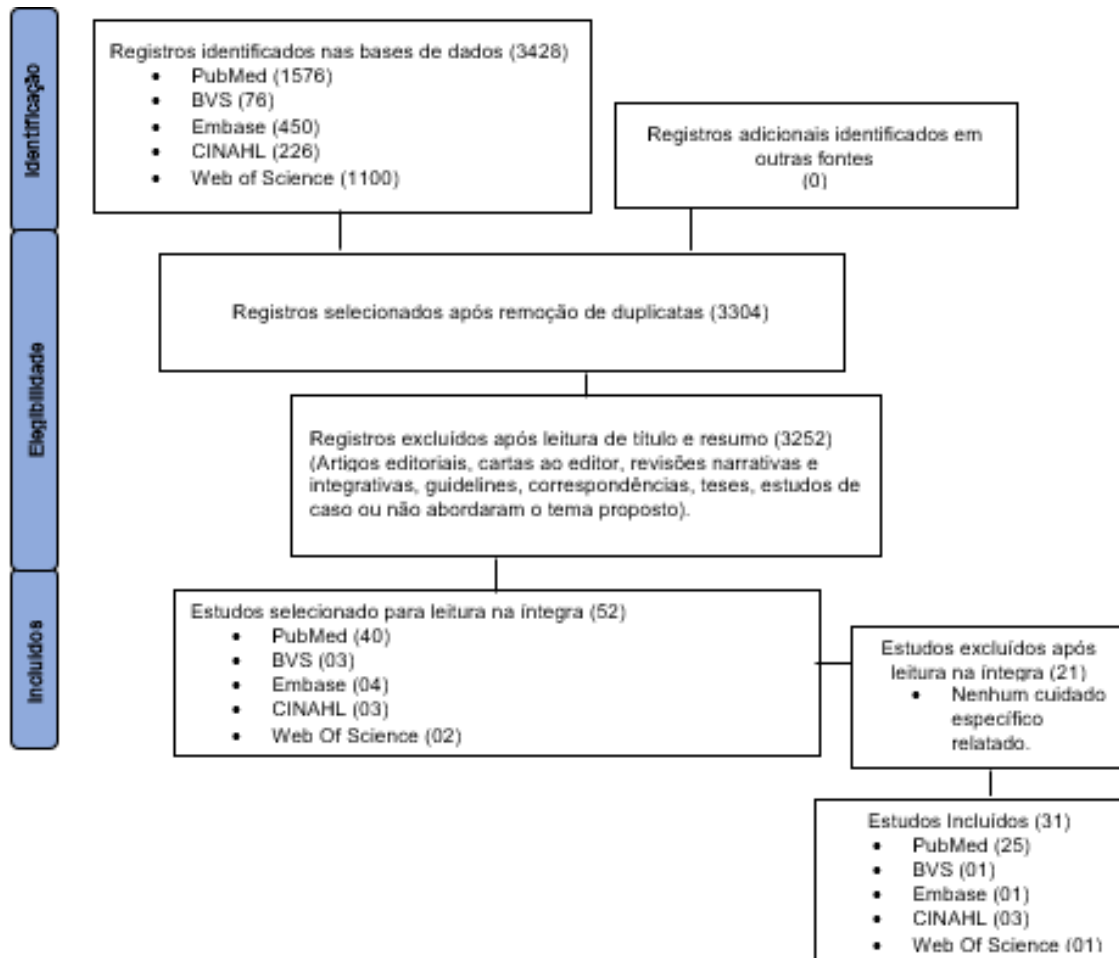 Identificação
Registros identificados nas bases de dados (3428)
• PubMed (1576)
• BVS (76)
• Embase (450)
• CINAHL (226)
• Web of Science (1100)
Registros adicionais identificados em
outras fontes
(0)
Elegibilidade
Registros selecionados após remoção de duplicatas (3304)
Registros excluídos após leitura de título e resumo (3252)
(Artigos editoriais, cartas ao editor, revisões narrativas e
integrativas, guidelines, correspondências, teses, estudos de
caso ou não abordaram o tema proposto).
Incluídos
Estudos selecionado para leitura na íntegra (52)
• PubMed (40)
• BVS (03)
• Embase (04)
• CINAHL (03)
• Web Of Science (02)
Estudos excluídos após
leitura na íntegra (21)
• Nenhum cuidado
específico
relatado.
Estudos Incluídos (31)
• PubMed (25)
• BVS (01)
• Embase (01)
• CINAHL (03)
• Web Of Science (01)